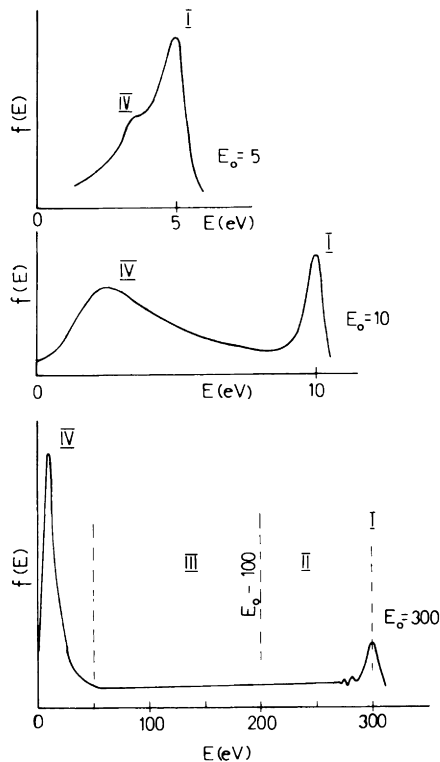 I
IV
f(E)
E₀=5
0
5
E(eV)
I
IV
f(E)
E₀=10
0
10
E(eV)
IV
I
III
II
f(E)
E₀-100
E₀=300
0
100
200
300
E(eV)